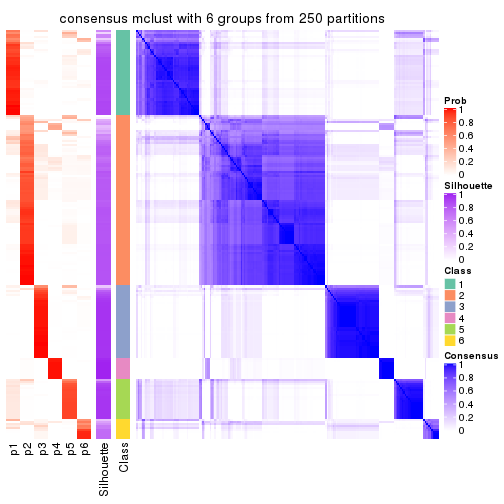 consensus mclust with 6 groups from 250 partitions
Prob
1
0.8
0.6
0.4
0.2
0
Silhouette
1
0.8
0.6
0.4
0.2
0
Class
1
2
3
4
5
6
Consensus
1
0.8
0.6
0.4
0.2
0
p1
p2
p3
p4
p5
p6
Silhouette
Class